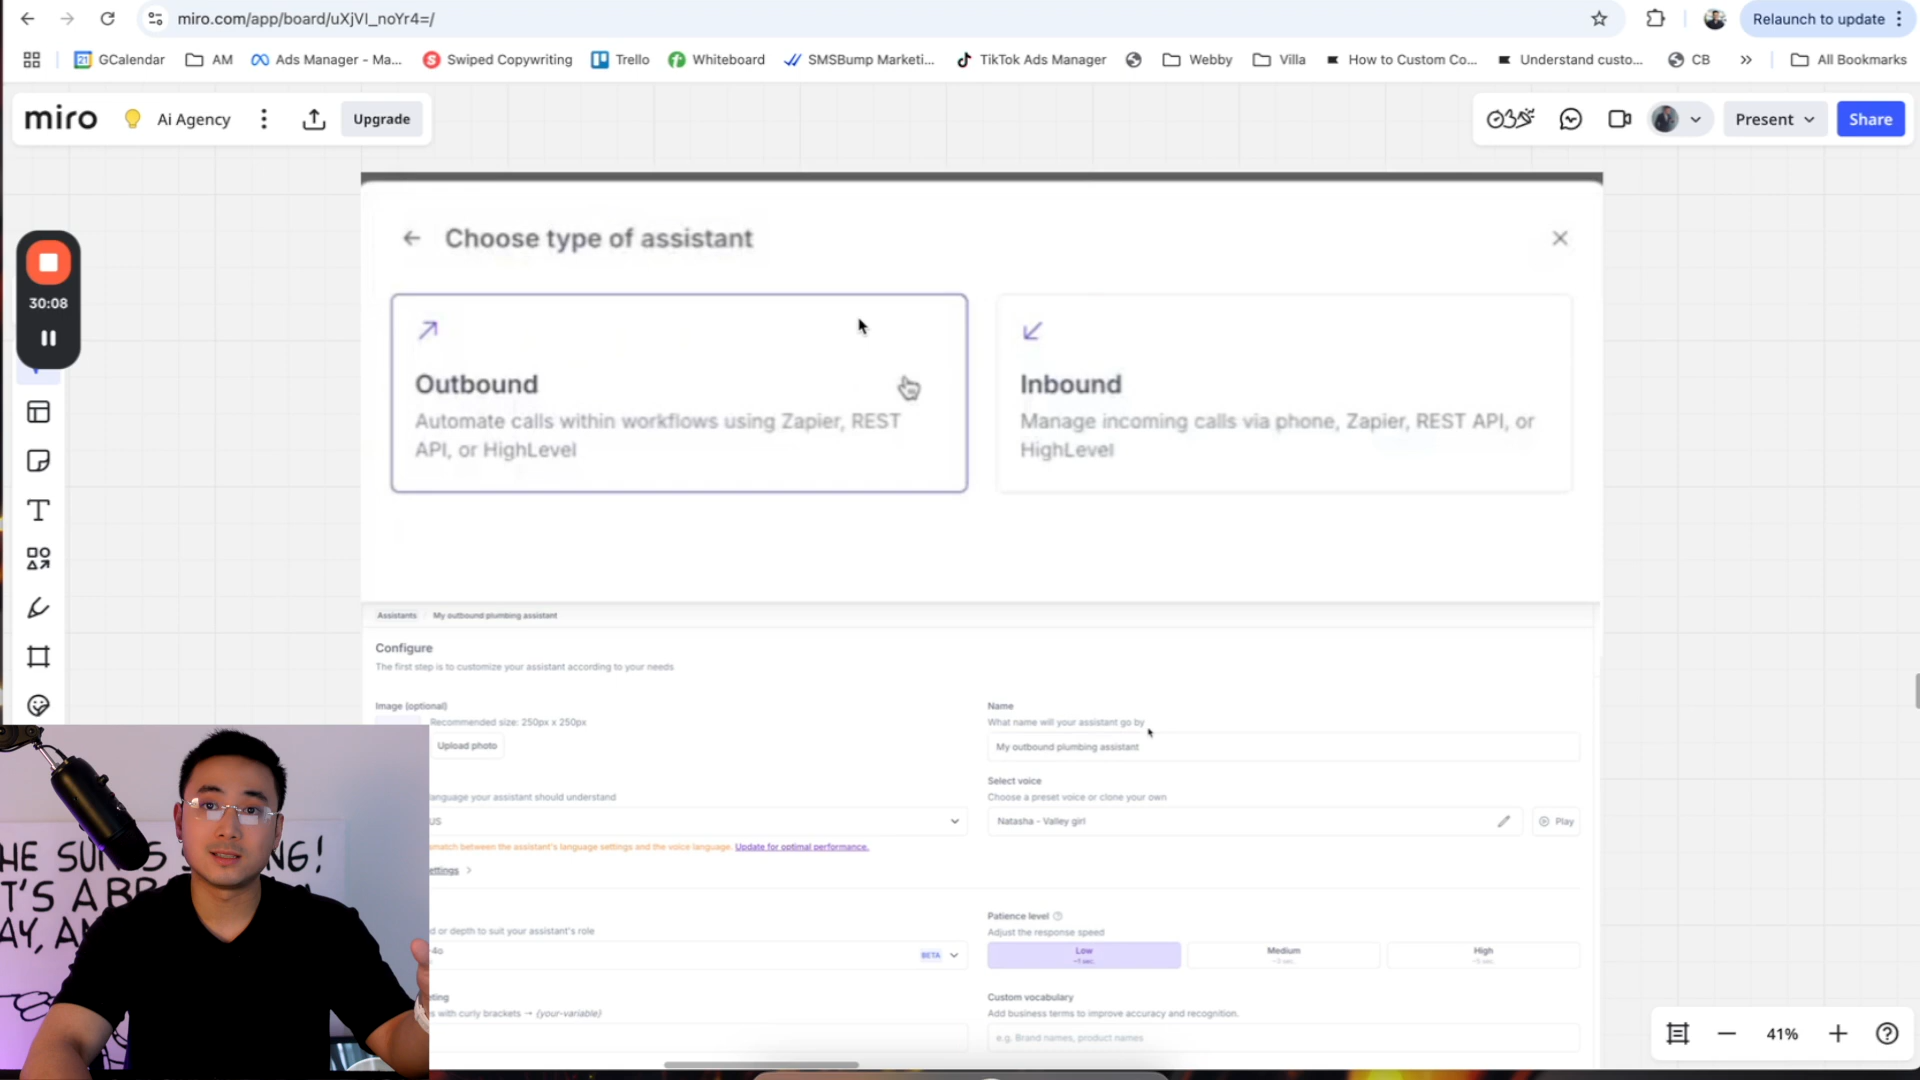 miro.com/app/board/uXjVI_noYr4=/
Relaunch to update
GCalendar
AM
Ads Manager - Ma...
Swiped Copywriting
Trello
Whiteboard
SMSBump Marketi...
TikTok Ads Manager
Webby
Villa
How to Custom Co...
Understand custo...
CB
All Bookmarks
miro
Ai Agency
Upgrade
Present
Share
30:08
Choose type of assistant
Outbound
Automate calls within workflows using Zapier, REST
API, or HighLevel
Inbound
Manage incoming calls via phone, Zapier, REST API, or
HighLevel
Assistants / My outbound plumbing assistant
Configure
The first step is to customize your assistant according to your needs
Image (optional)
Recommended size: 250px x 250px
Upload photo
Name
What name will your assistant go by
My outbound plumbing assistant
language your assistant should understand
US
match between the assistant's language settings and the voice language. Update for optimal performance.
ettings
Select voice
Choose a preset voice or clone your own
Natasha - Valley girl
Play
d or depth to suit your assistant's role
4o
BETA
Patience level
Adjust the response speed
Low
~1 sec.
Medium
High
eting
s with curly brackets → {your-variable}
Custom vocabulary
Add business terms to improve accuracy and recognition.
e.g. Brand names, product names
HE SUN
NG!
T'S A
AY, A
41%